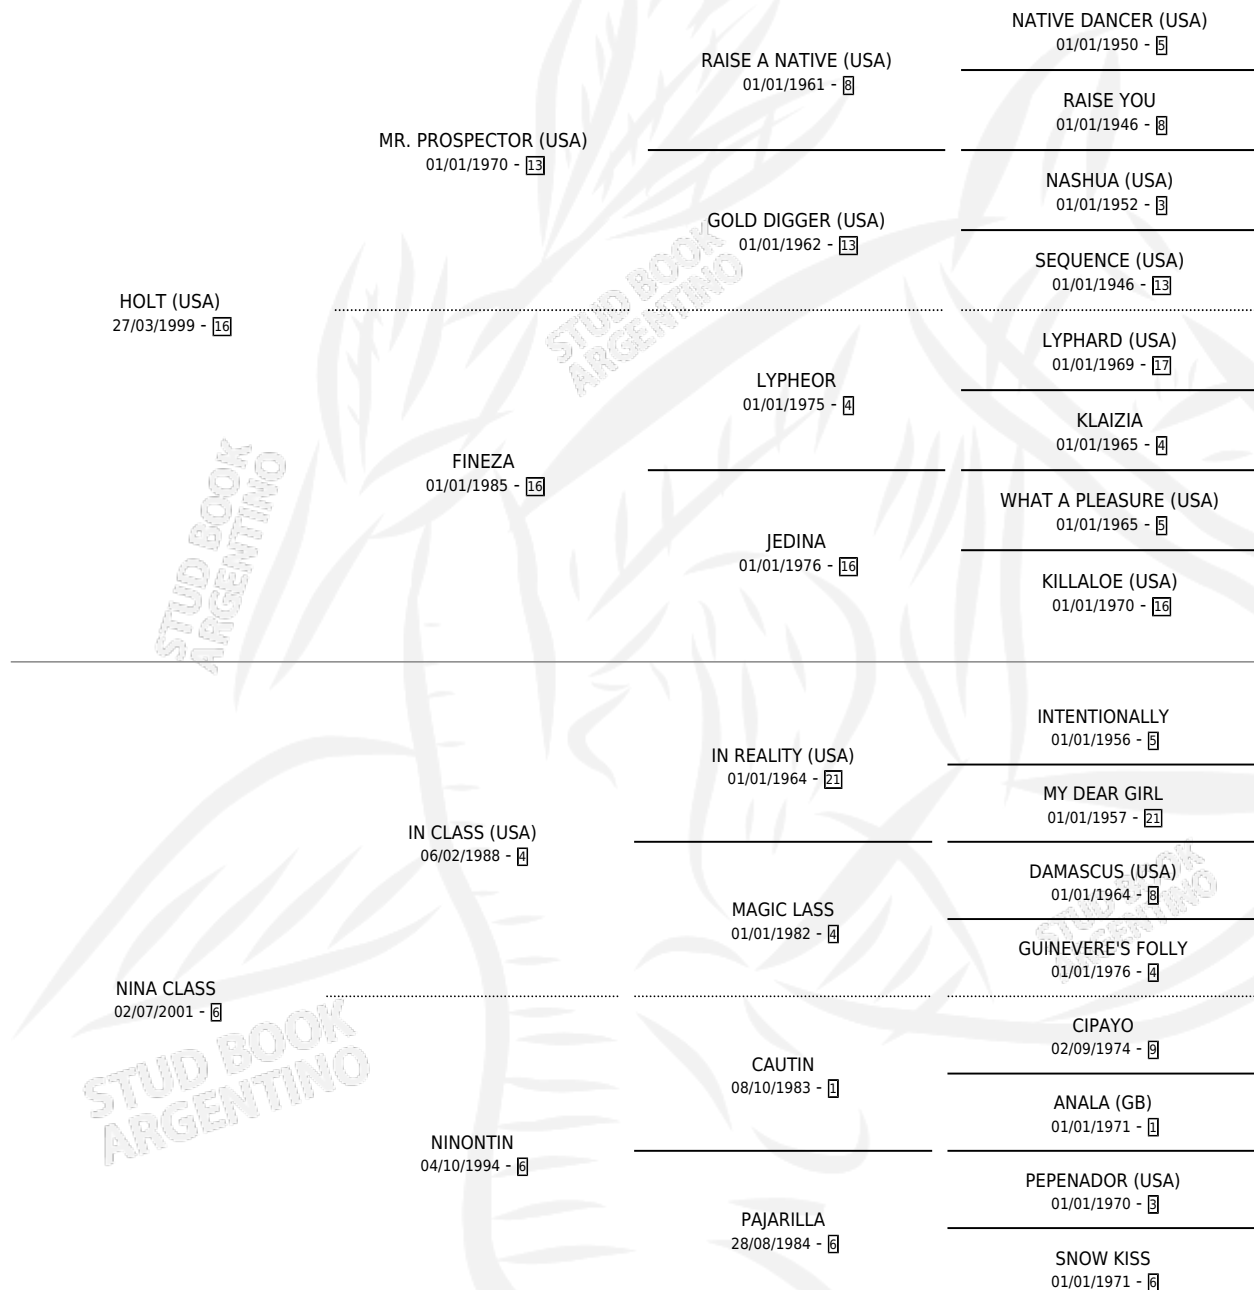 NATIVE DANCER (USA)
01/01/1950 - 5
RAISE A NATIVE (USA)
01/01/1961 - 8
RAISE YOU
01/01/1946 - 8
MR. PROSPECTOR (USA)
01/01/1970 - 13
NASHUA (USA)
01/01/1952 - 3
GOLD DIGGER (USA)
01/01/1962 - 13
SEQUENCE (USA)
01/01/1946 - 13
HOLT (USA)
27/03/1999 - 16
STUD BOOK
ARGENTINO
LYPHARD (USA)
01/01/1969 - 17
LYPHEOR
01/01/1975 - 4
KLAIZIA
01/01/1965 - 4
FINEZA
01/01/1985 - 16
WHAT A PLEASURE (USA)
01/01/1965 - 5
JEDINA
01/01/1976 - 16
KILLALOE (USA)
01/01/1970 - 16
STUD BOOK
ARGENTINO
INTENTIONALLY
01/01/1956 - 5
IN REALITY (USA)
01/01/1964 - 21
MY DEAR GIRL
01/01/1957 - 21
IN CLASS (USA)
06/02/1988 - 4
DAMASCUS (USA)
01/01/1964 - 8
MAGIC LASS
01/01/1982 - 4
GUINEVERE'S FOLLY
01/01/1976 - 4
STUD BOOK
ARGENTINO
NINA CLASS
02/07/2001 - 6
CIPAYO
02/09/1974 - 9
CAUTIN
08/10/1983 - 1
ANALA (GB)
01/01/1971 - 1
STUD BOOK
ARGENTINO
NINONTIN
04/10/1994 - 6
PEPENADOR (USA)
01/01/1970 - 3
PAJARILLA
28/08/1984 - 6
SNOW KISS
01/01/1971 - 6